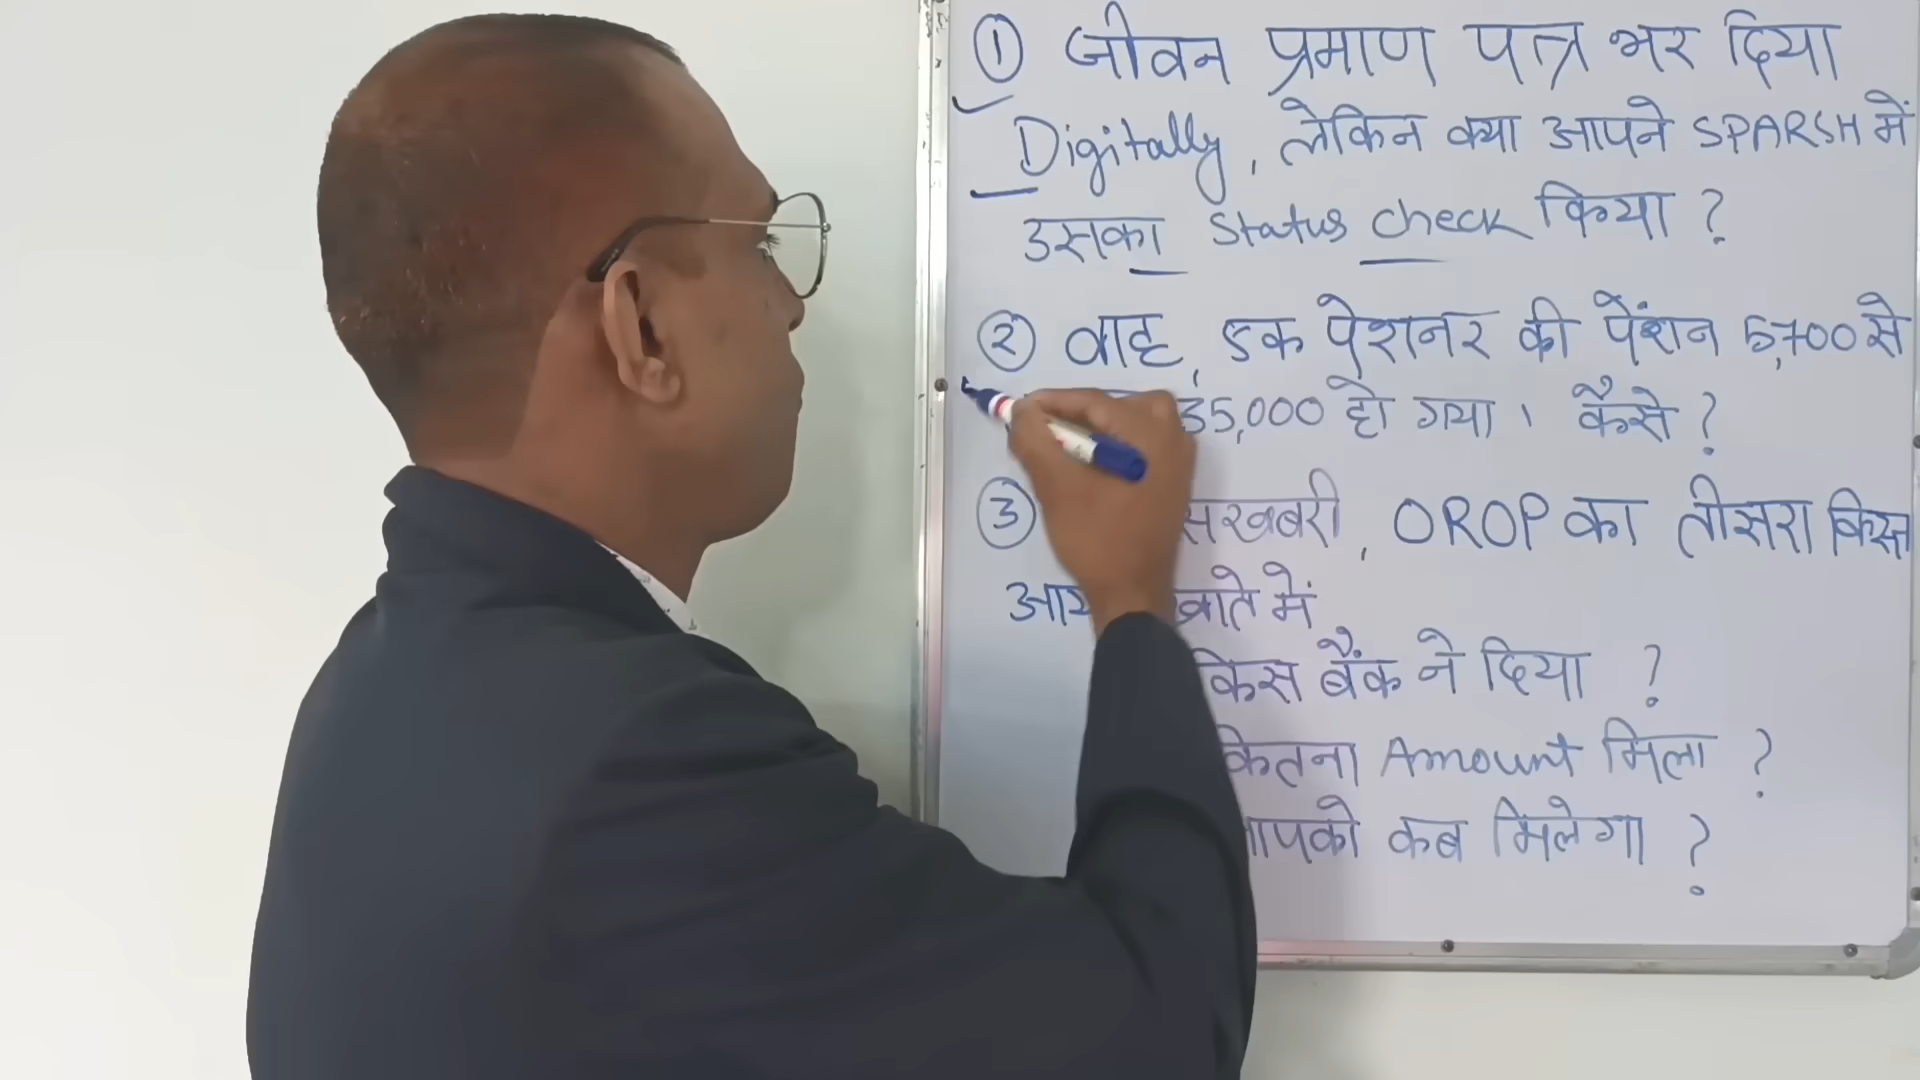 ① जीवन प्रमाण पत्र भर दिया
Digitally, लेकिन क्या आपने SPARSH में
उसका Status check किया ?
② वाह, एक पेशनर की पेंशन 5,700 से
35,000 हो गया। कैसे ?
③ OROP का तीसरा किस्त
खाते में
किस बैंक ने दिया ?
कितना Amount मिला ?
आपको कब मिलेगा ?